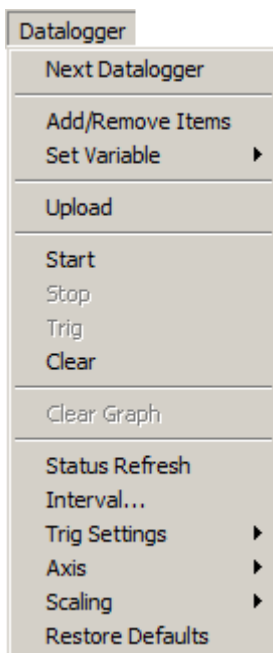 Datalogger
Next Datalogger
Add/Remove Items
Set Variable
Upload
Start
Stop
Trig
Clear
Clear Graph
Status Refresh
Interval...
Trig Settings
Axis
Scaling
Restore Defaults